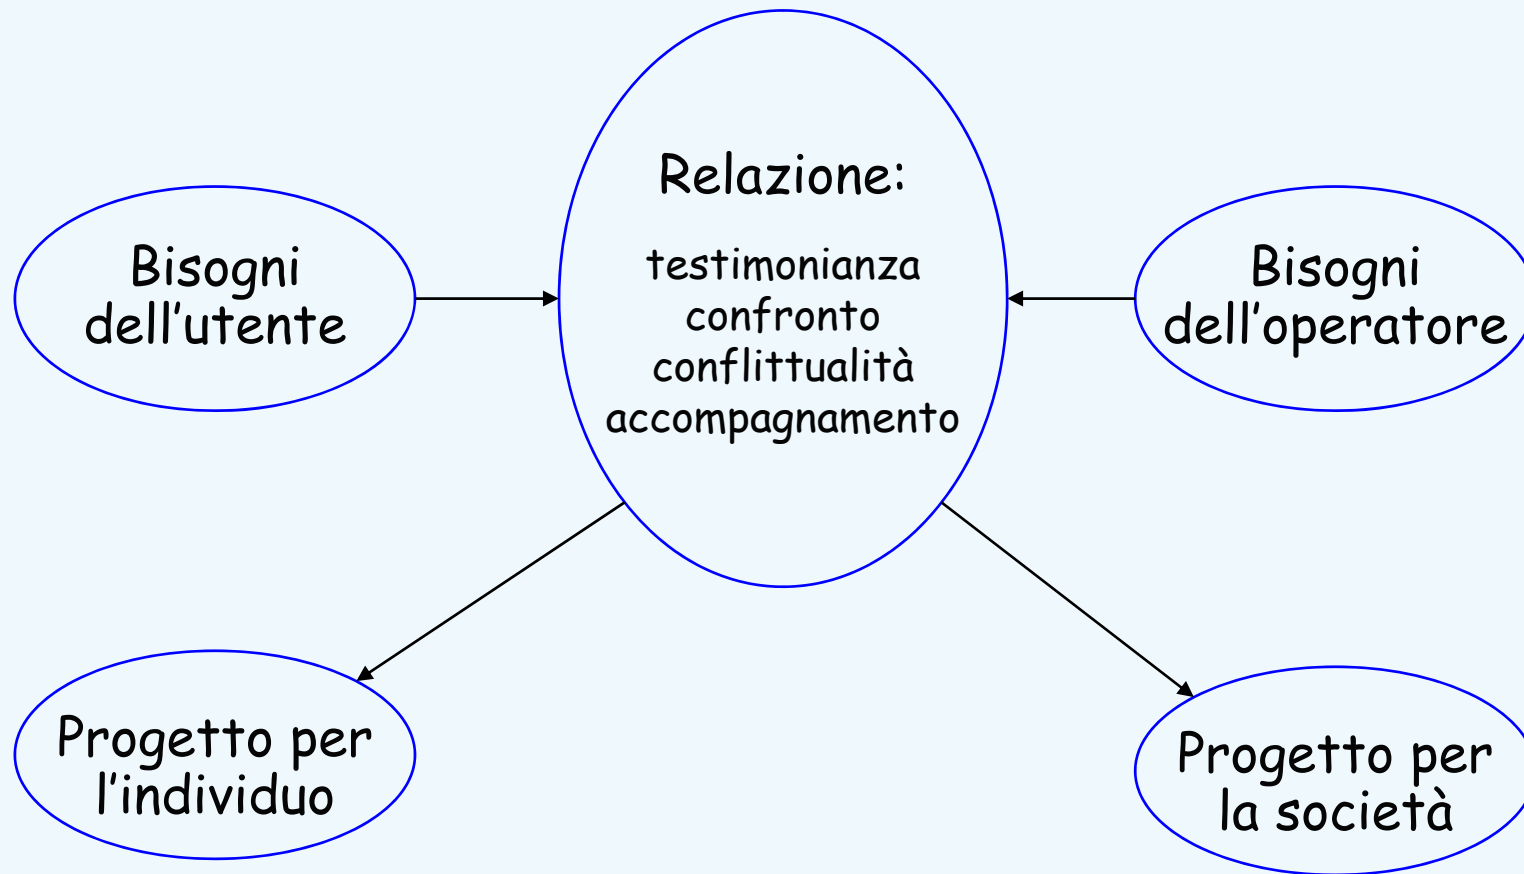 Relazione:
testimonianza
confronto
conflittualità
accompagnamento
Bisogni
dell'utente
Bisogni
dell'operatore
Progetto per
l'individuo
Progetto per
la società